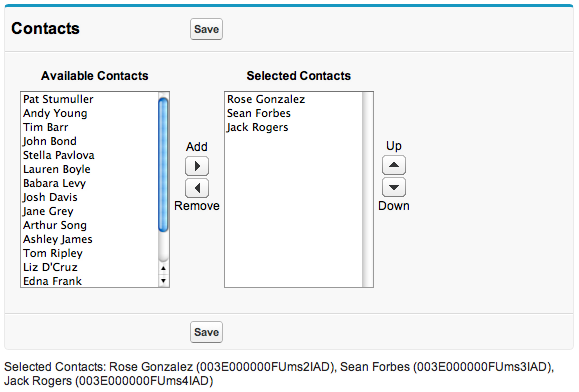 Contacts
Save
Available Contacts
Selected Contacts
Pat Stumuller
Andy Young
Tim Barr
John Bond
Stella Pavlova
Lauren Boyle
Babara Levy
Josh Davis
Jane Grey
Arthur Song
Ashley James
Tom Ripley
Liz D'Cruz
Edna Frank
Add
Remove
Rose Gonzalez
Sean Forbes
Jack Rogers
Up
Down
Save
Selected Contacts: Rose Gonzalez (003E000000FUms2IAD), Sean Forbes (003E000000FUms3IAD),
Jack Rogers (003E000000FUms4IAD)